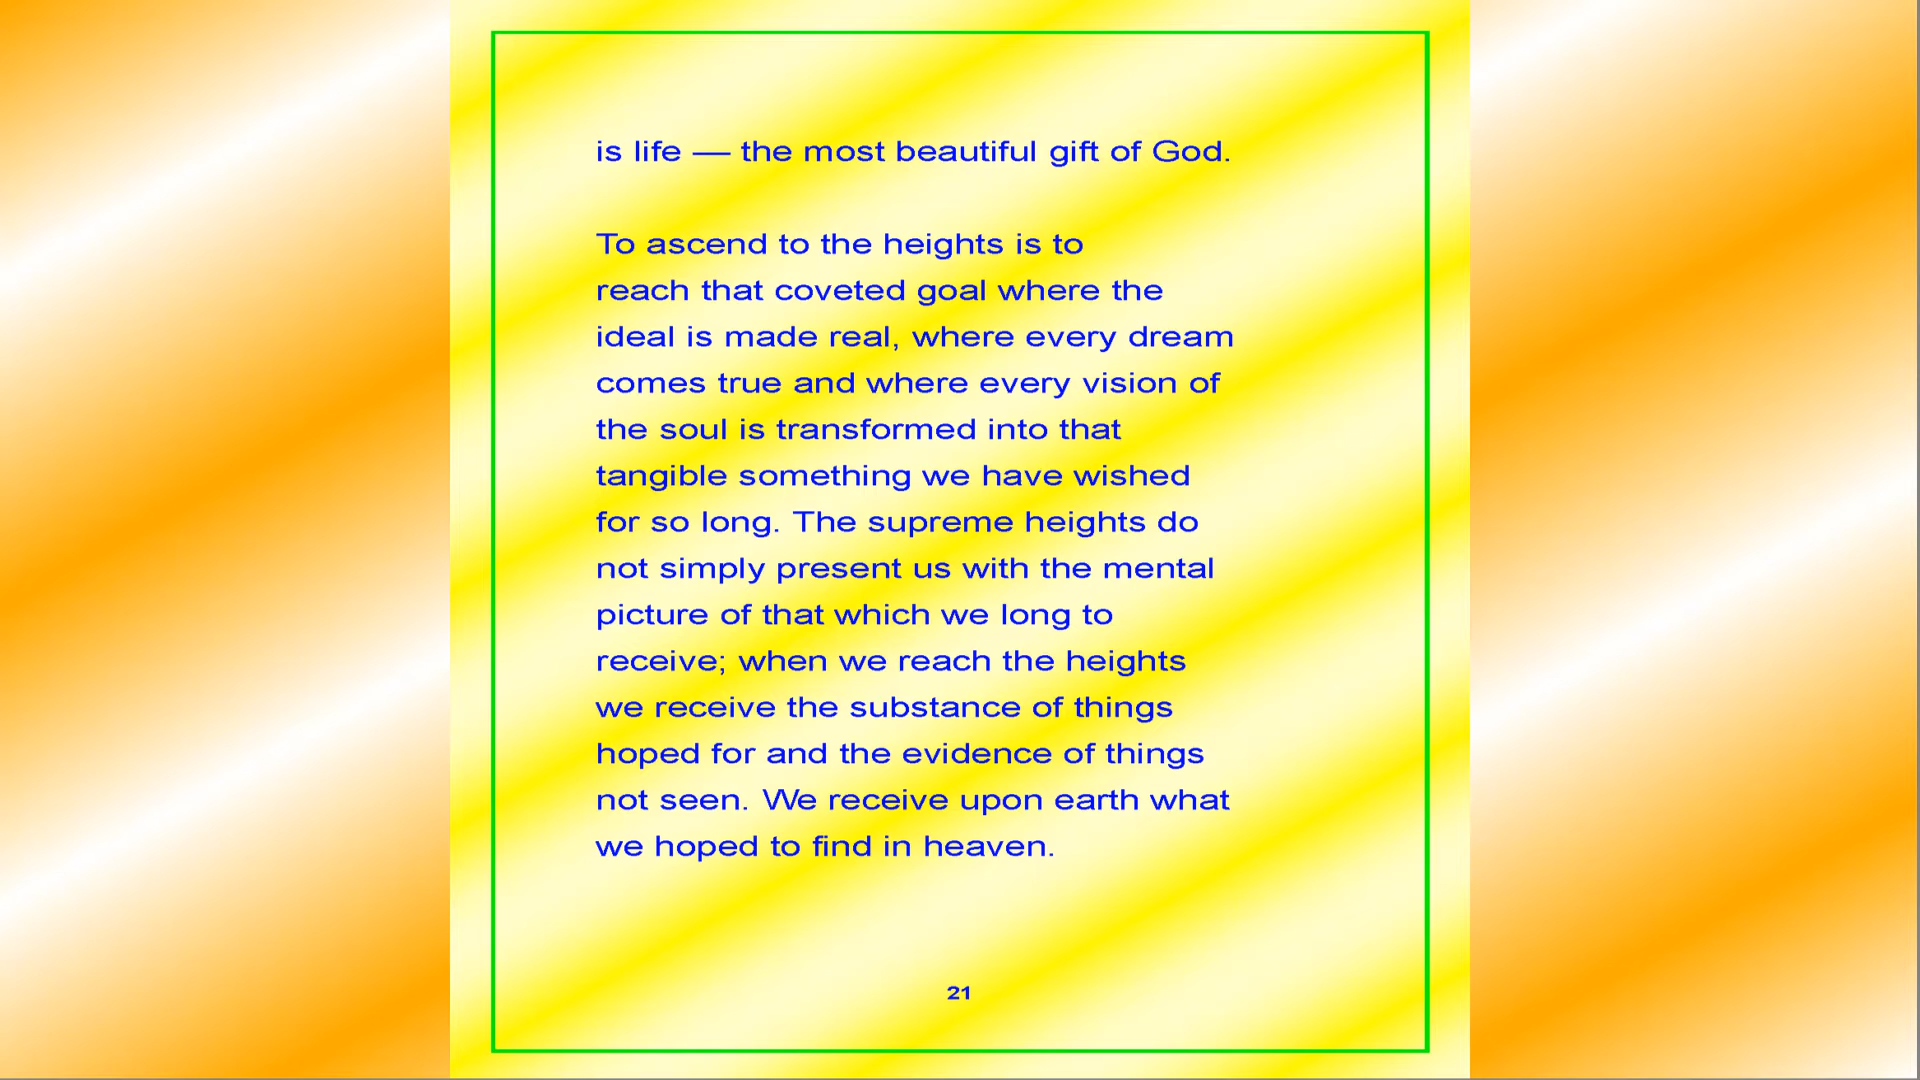 is life — the most beautiful gift of God.
To ascend to the heights is to
reach that coveted goal where the
ideal is made real, where every dream
comes true and where every vision of
the soul is transformed into that
tangible something we have wished
for so long. The supreme heights do
not simply present us with the mental
picture of that which we long to
receive; when we reach the heights
we receive the substance of things
hoped for and the evidence of things
not seen. We receive upon earth what
we hoped to find in heaven.
21